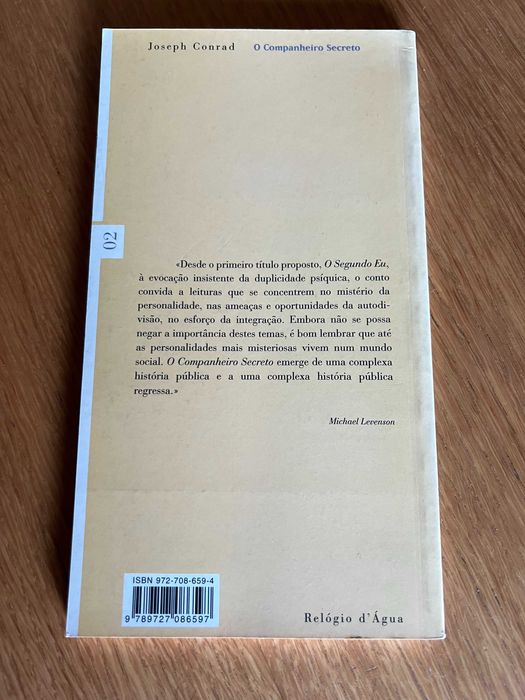 Joseph Conrad O Companheiro Secreto
02
«Desde o primeiro título proposto, O Segundo Eu,
à evocação insistente da duplicidade psíquica, o conto
convida a leituras que se concentrem no mistério da
personalidade, nas ameaças e oportunidades da autodi-
visão, no esforço da integração. Embora não se possa
negar a importância destes temas, é bom lembrar que até
as personalidades mais misteriosas vivem num mundo
social. O Companheiro Secreto emerge de uma complexa
história pública e a uma complexa história pública
regressa.»
Michael Levenson
ISBN 972-708-659-4
9 789727 086597
Relógio d'Água